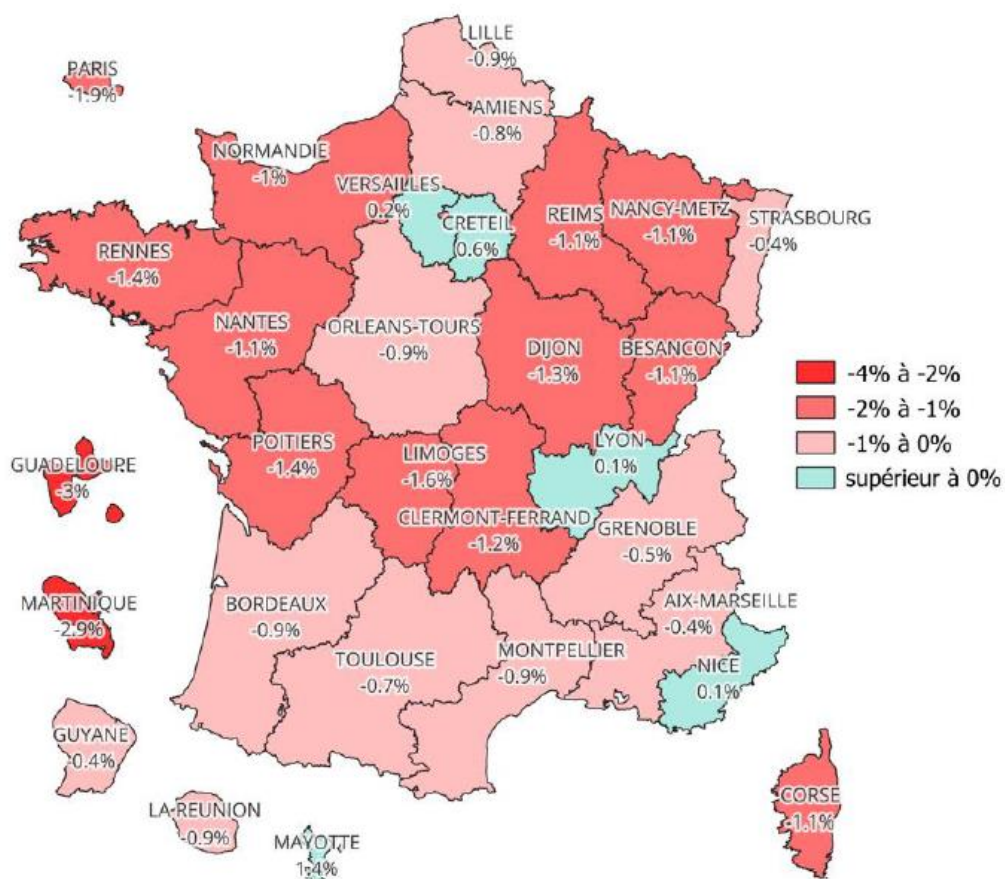 LILLE
-0.9%
PARIS
-1.9%
AMIENS
-0.8%
NORMANDIE
-1%
VERSAILLES
0.2%
CRETEIL
0.6%
REIMS
-1.1%
NANCY-METZ
-1.1%
STRASBOURG
-0.4%
RENNES
-1.4%
NANTES
-1.1%
ORLEANS-TOURS
-0.9%
DIJON
-1.3%
BESANCON
-1.1%
-4% à -2%
-2% à -1%
-1% à 0%
supérieur à 0%
GUADELOUPE
-3%
POITIERS
-1.4%
LIMOGES
-1.6%
LYON
0.1%
CLERMONT-FERRAND
-1.2%
GRENOBLE
-0.5%
MARTINIQUE
-2.9%
BORDEAUX
-0.9%
AIX-MARSEILLE
-0.4%
TOULOUSE
-0.7%
MONTPELLIER
-0.9%
NICE
0.1%
GUYANE
-0.4%
LA REUNION
-0.9%
MAYOTTE
1.4%
CORSE
-1.1%